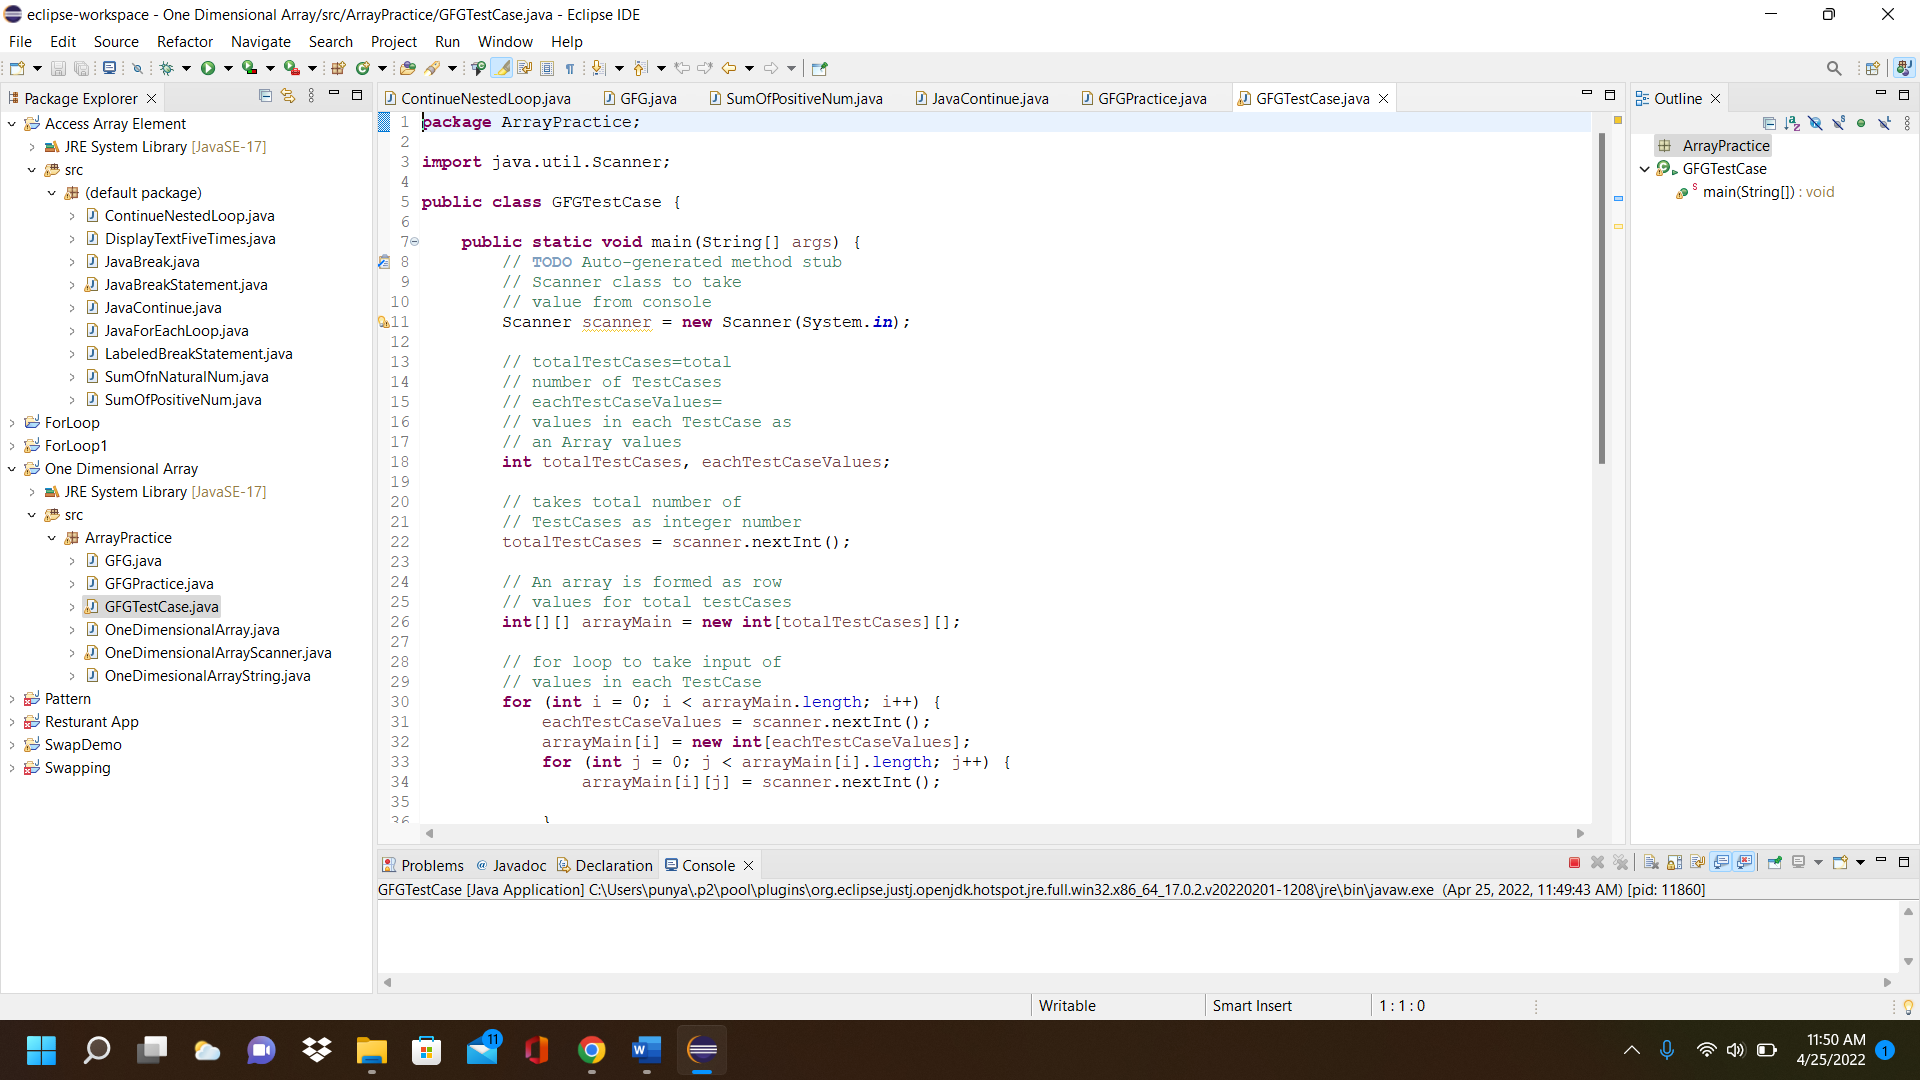 eclipse-workspace - One Dimensional Array/src/ArrayPractice/GFGTestCase.java - Eclipse IDE
File Edit Source Refactor Navigate Search Project Run Window Help
Package Explorer
Access Array Element
JRE System Library [JavaSE-17]
src
(default package)
ContinueNestedLoop.java
DisplayTextFiveTimes.java
JavaBreak.java
JavaBreakStatement.java
JavaContinue.java
JavaForEachLoop.java
LabeledBreakStatement.java
SumOfnNaturalNum.java
SumOfPositiveNum.java
ForLoop
ForLoop1
One Dimensional Array
JRE System Library [JavaSE-17]
src
ArrayPractice
GFG.java
GFGPractice.java
GFGTestCase.java
OneDimensionalArray.java
OneDimensionalArrayScanner.java
OneDimesionalArrayString.java
Pattern
Resturant App
SwapDemo
Swapping
ContinueNestedLoop.java GFG.java SumOfPositiveNum.java JavaContinue.java GFGPractice.java GFGTestCase.java
1 package ArrayPractice;
2
3 import java.util.Scanner;
4
5 public class GFGTestCase {
6
7 public static void main(String[] args) {
8 // TODO Auto-generated method stub
9 // Scanner class to take
10 // value from console
11 Scanner scanner = new Scanner(System.in);
12
13 // totalTestCases=total
14 // number of TestCases
15 // eachTestCaseValues=
16 // values in each TestCase as
17 // an Array values
18 int totalTestCases, eachTestCaseValues;
19
20 // takes total number of
21 // TestCases as integer number
22 totalTestCases = scanner.nextInt();
23
24 // An array is formed as row
25 // values for total testCases
26 int[][] arrayMain = new int[totalTestCases][];
27
28 // for loop to take input of
29 // values in each TestCase
30 for (int i = 0; i < arrayMain.length; i++) {
31 eachTestCaseValues = scanner.nextInt();
32 arrayMain[i] = new int[eachTestCaseValues];
33 for (int j = 0; j < arrayMain[i].length; j++) {
34 arrayMain[i][j] = scanner.nextInt();
35
36 }
Outline
ArrayPractice
GFGTestCase
main(String[]) : void
Problems @ Javadoc Declaration Console
GFGTestCase [Java Application] C:\Users\punya\.p2\pool\plugins\org.eclipse.justj.openjdk.hotspot.jre.full.win32.x86_64_17.0.2.v20220201-1208\jre\bin\javaw.exe (Apr 25, 2022, 11:49:43 AM) [pid: 11860]
Writable Smart Insert 1 : 1 : 0
11
11:50 AM
4/25/2022
1